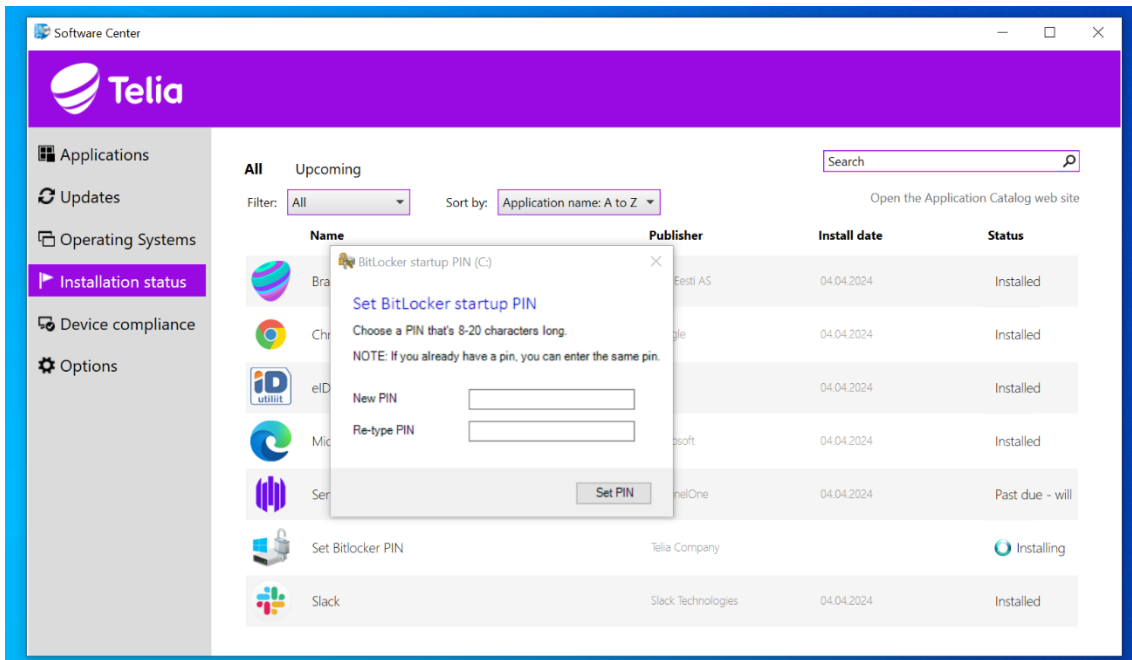 Software Center
Telia
Applications
Updates
Operating Systems
Installation status
Device compliance
Options
All Upcoming
Search
Filter: All Sort by: Application name: A to Z
Open the Application Catalog web site
Name Publisher Install date Status
Eesti AS 04.04.2024 Installed
04.04.2024 Installed
iD
utiliit
eID 04.04.2024 Installed
04.04.2024 Installed
04.04.2024 Past due - will
Set Bitlocker PIN Telia Company Installing
Slack Slack Technologies 04.04.2024 Installed
BitLocker startup PIN (C:)
Set BitLocker startup PIN
Choose a PIN that's 8-20 characters long.
NOTE: If you already have a pin, you can enter the same pin.
New PIN
Re-type PIN
Set PIN